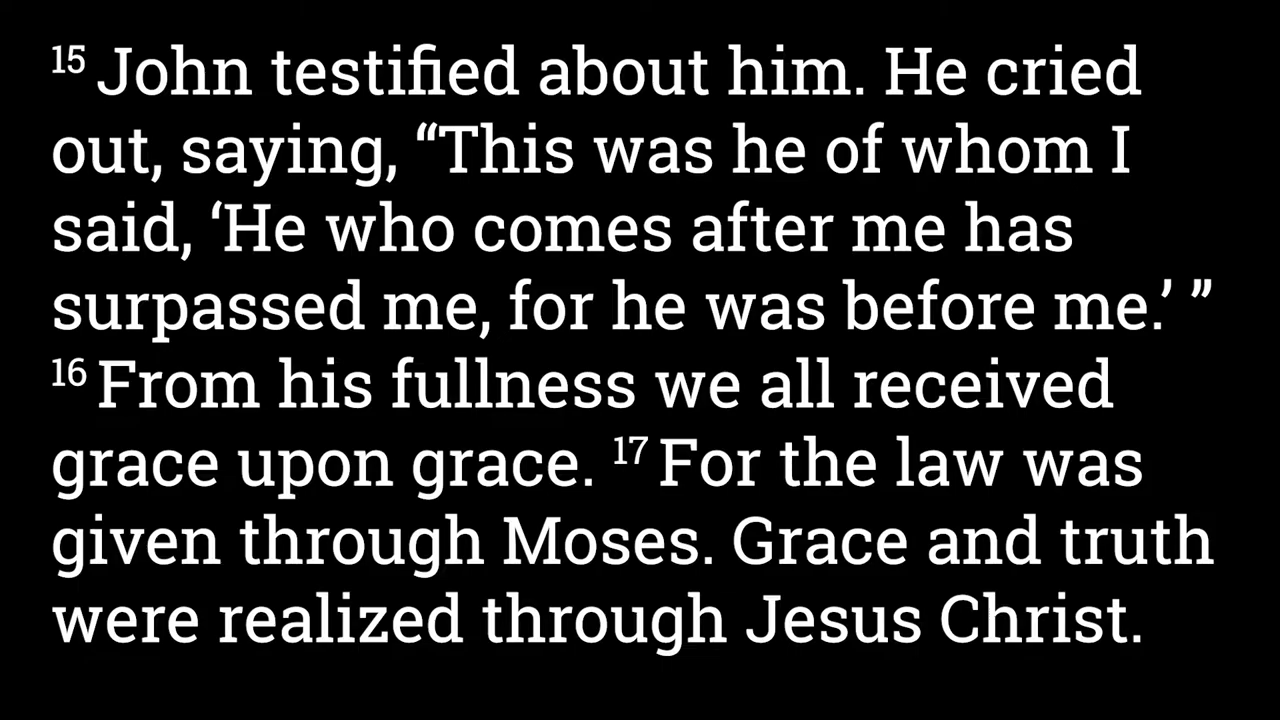 15 John testified about him. He cried
out, saying, “This was he of whom I
said, ‘He who comes after me has
surpassed me, for he was before me.’ ”
16 From his fullness we all received
grace upon grace. 17 For the law was
given through Moses. Grace and truth
were realized through Jesus Christ.